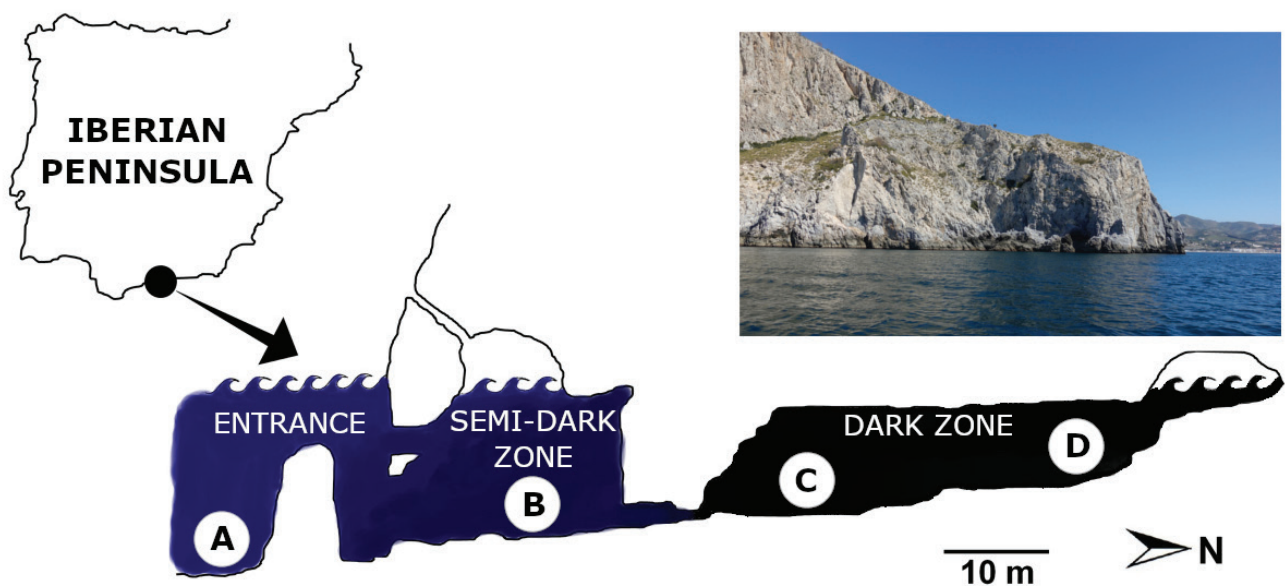 IBERIAN
PENINSULA
ENTRANCE
SEMI-DARK
ZONE
DARK ZONE
A
B
C
D
10 m
N